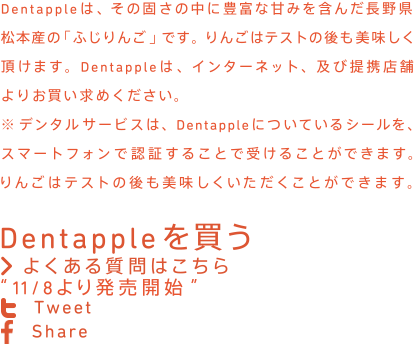 Dentappleは、その固さの中に豊富な甘みを含んだ長野県
松本産の「ふじりんご」です。りんごはテストの後も美味しく
頂けます。Dentappleは、インターネット、及び提携店舗
よりお買い求めください。
※デンタルサービスは、Dentappleについているシールを、
スマートフォンで認証することで受けることができます。
りんごはテストの後も美味しくいただくことができます。
Dentappleを買う
よくある質問はこちら
“11/8より発売開始”
Tweet
Share